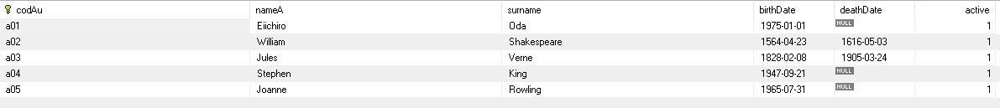 codAu nameA surname birthDate deathDate active
a01 Eiichiro Oda 1975-01-01 NULL 1
a02 William Shakespeare 1564-04-23 1616-05-03 1
a03 Jules Verne 1828-02-08 1905-03-24 1
a04 Stephen King 1947-09-21 NULL 1
a05 Joanne Rowling 1965-07-31 NULL 1